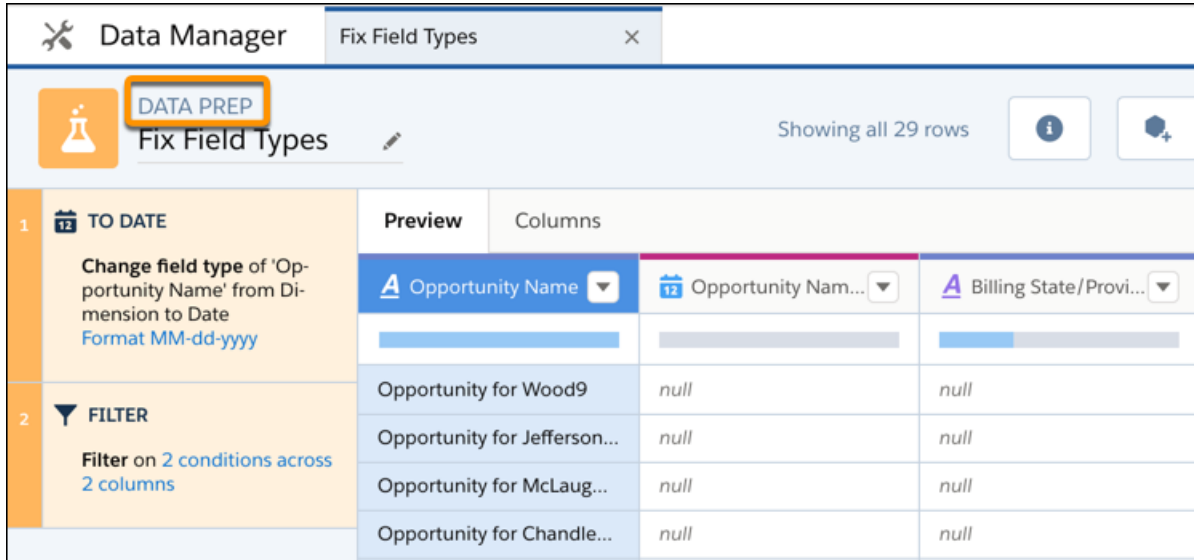 Data Manager
Fix Field Types
DATA PREP
Fix Field Types
Showing all 29 rows
1
12 TO DATE
Change field type of 'Op-
portunity Name' from Di-
mension to Date
Format MM-dd-yyyy
2
FILTER
Filter on 2 conditions across
2 columns
Preview
Columns
A Opportunity Name
12 Opportunity Nam...
A Billing State/Provi...
Opportunity for Wood9
null
null
Opportunity for Jefferson...
null
null
Opportunity for McLaug...
null
null
Opportunity for Chandle...
null
null